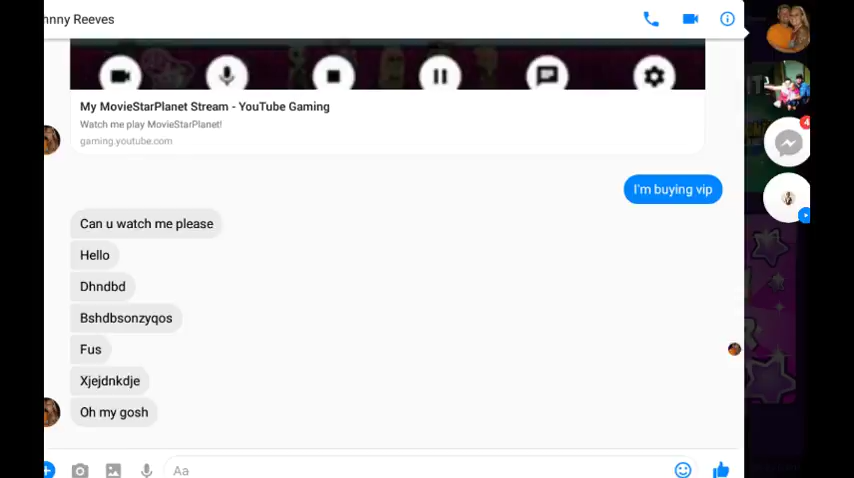 nny Reeves
My MovieStarPlanet Stream - YouTube Gaming
Watch me play MovieStarPlanet!
gaming.youtube.com
I'm buying vip
Can u watch me please
Hello
Dhndbd
Bshdbsonzyqos
Fus
Xjejdnkdje
Oh my gosh
Aa
4